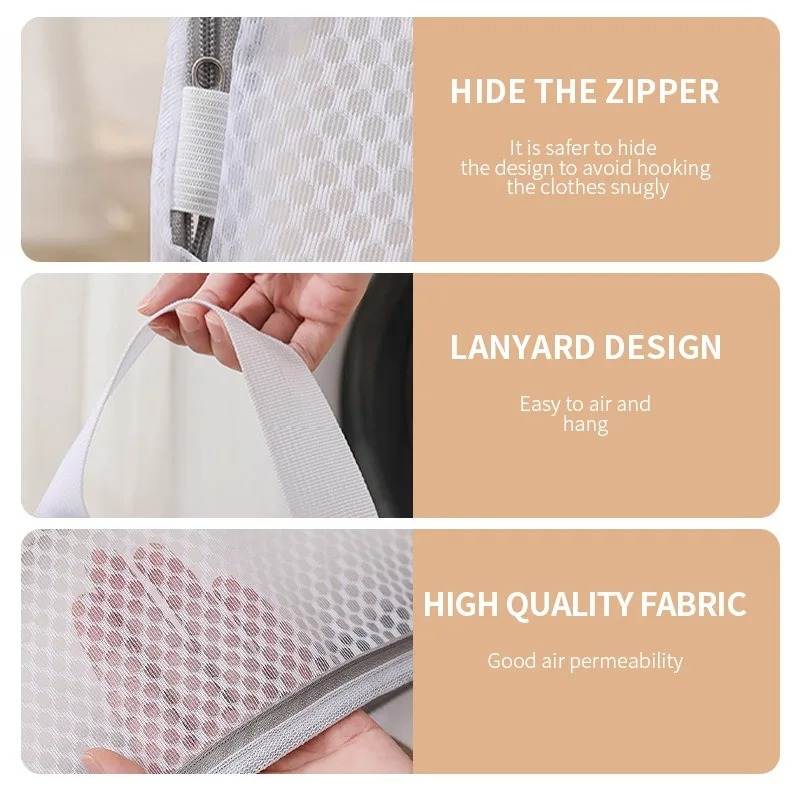 HIDE THE ZIPPER
It is safer to hide
the design to avoid hooking
the clothes snugly
LANYARD DESIGN
Easy to air and
hang
HIGH QUALITY FABRIC
Good air permeability